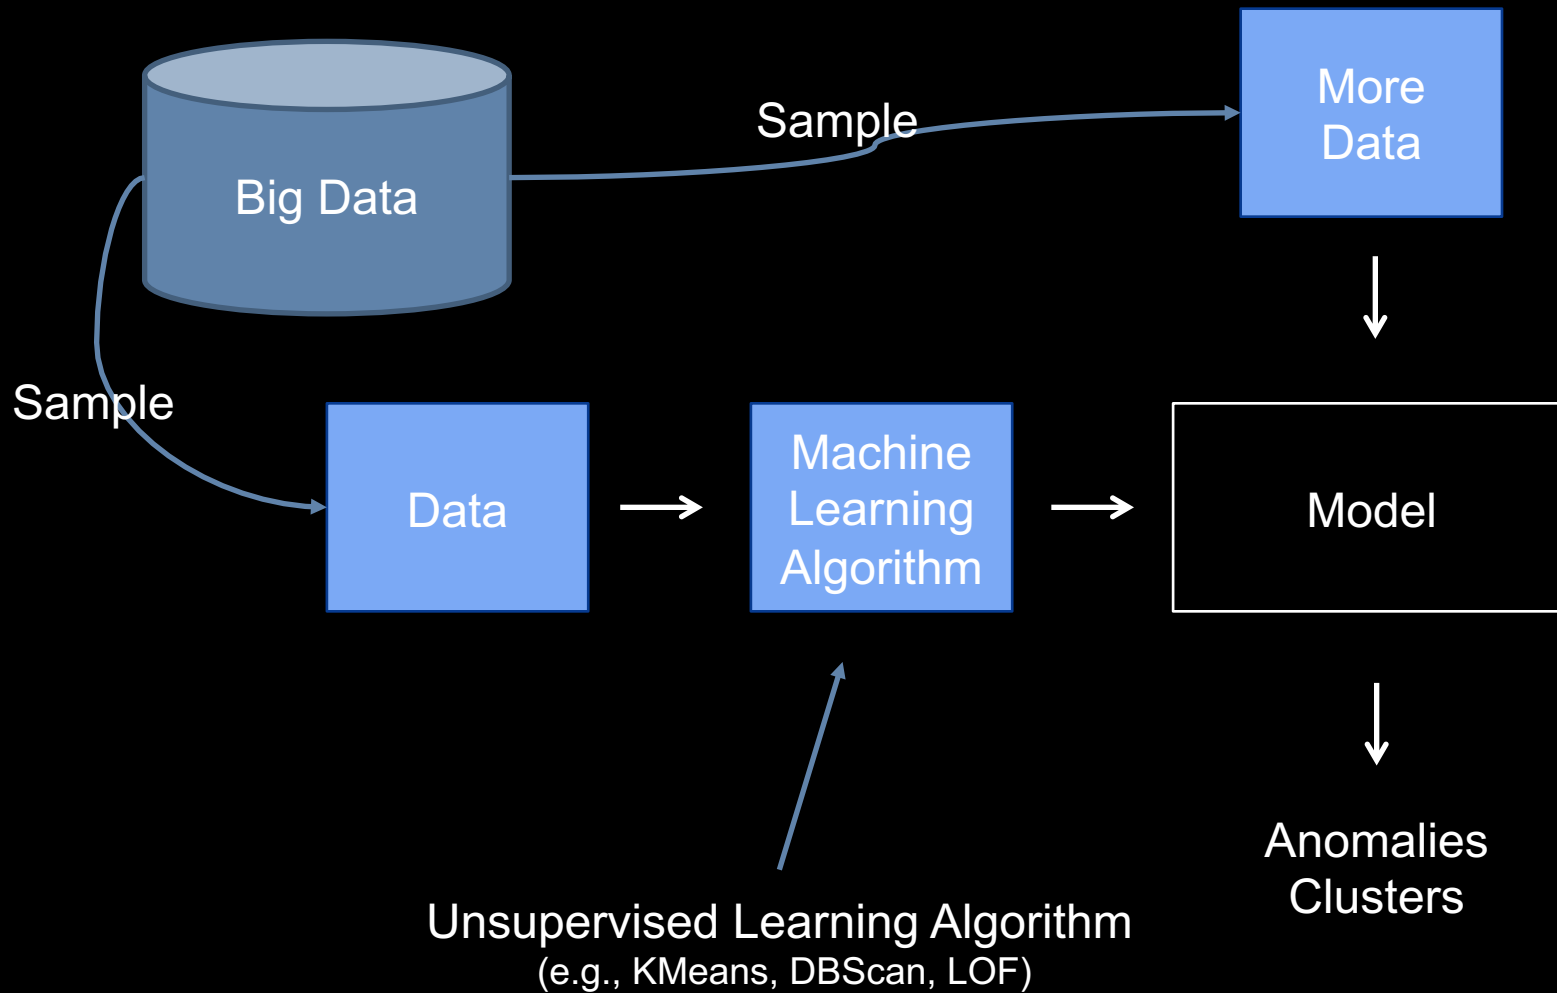 Big Data
Sample
More
Data
Sample
Data
Machine
Learning
Algorithm
Model
Anomalies
Clusters
Unsupervised Learning Algorithm
(e.g., KMeans, DBScan, LOF)